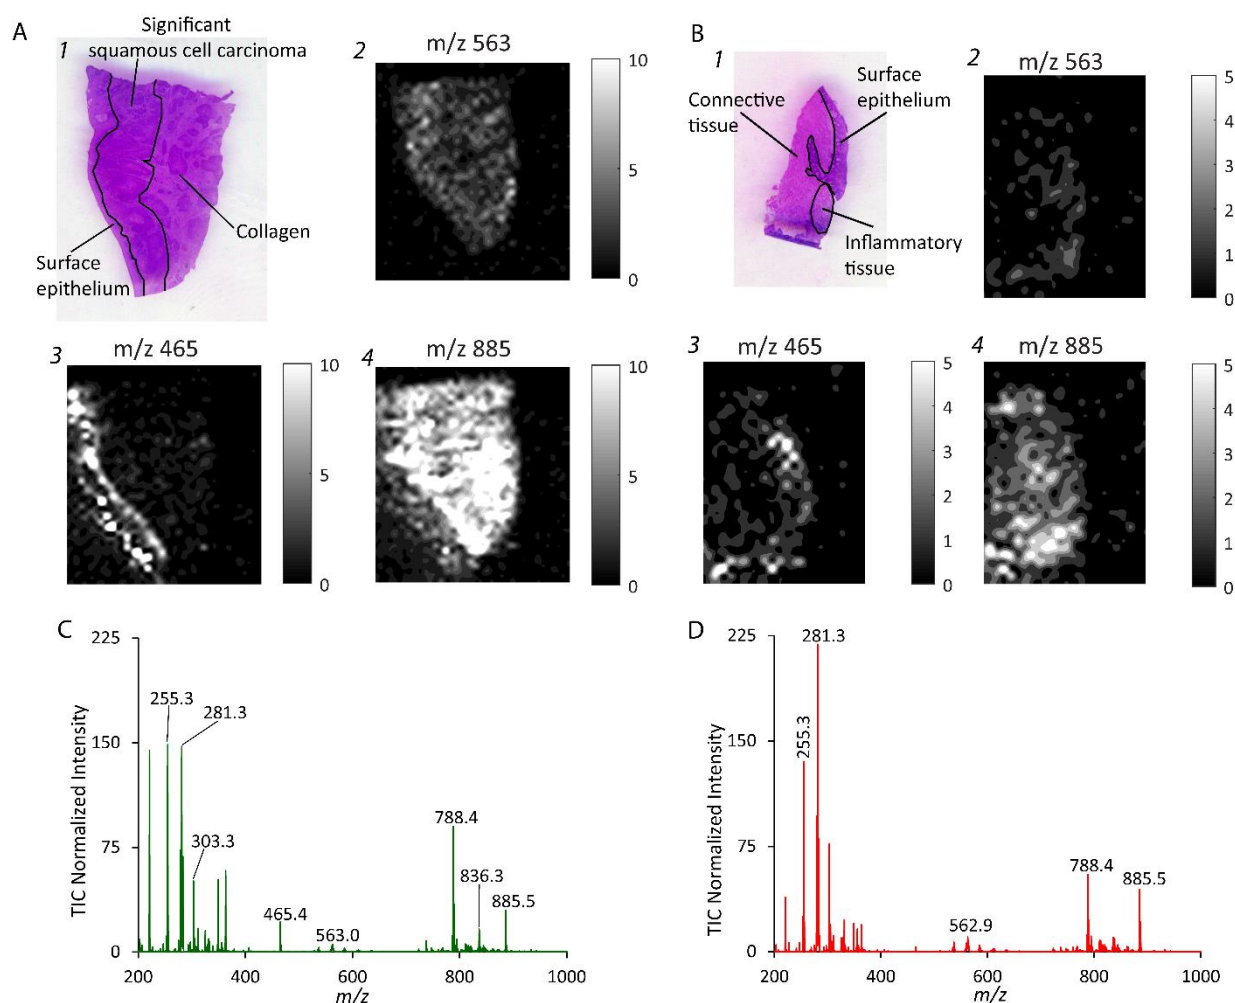 A
1
Significant
squamous cell carcinoma
Collagen
Surface
epithelium
2
m/z 563
10
5
0
3
m/z 465
10
5
0
4
m/z 885
10
5
0
B
1
Connective
tissue
Surface
epithelium
Inflammatory
tissue
2
m/z 563
5
4
3
2
1
0
3
m/z 465
5
4
3
2
1
0
4
m/z 885
5
4
3
2
1
0
C
TIC Normalized Intensity
225
150
75
0
255.3
281.3
303.3
465.4
563.0
788.4
836.3
885.5
200
400
600
800
1000
m/z
D
TIC Normalized Intensity
225
150
75
0
281.3
255.3
562.9
788.4
885.5
200
400
600
800
1000
m/z